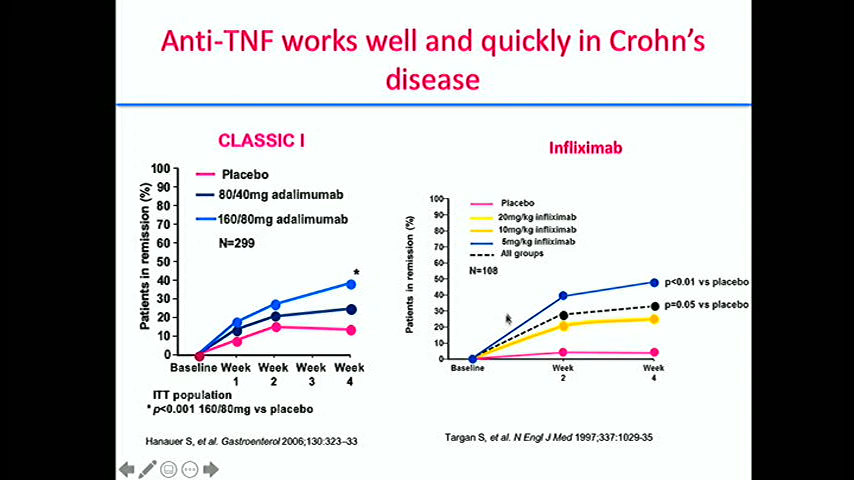 Anti-TNF works well and quickly in Crohn's
disease
CLASSIC I
100
90
80
70
60
50
40
30
20
10
0
Patients in remission (%)
Placebo
80/40mg adalimumab
160/80mg adalimumab
N=299
*
Baseline Week Week Week Week
1 2 3 4
ITT population
* p<0.001 160/80mg vs placebo
Hanauer S, et al. Gastroenterol 2006;130:323–33
Infliximab
100
90
80
70
60
50
40
30
20
10
0
Patients in remission (%)
Placebo
20mg/kg infliximab
10mg/kg infliximab
5mg/kg infliximab
All groups
N=108
p<0.01 vs placebo
p=0.05 vs placebo
Baseline Week Week
2 4
Targan S, et al. N Engl J Med 1997;337:1029-35